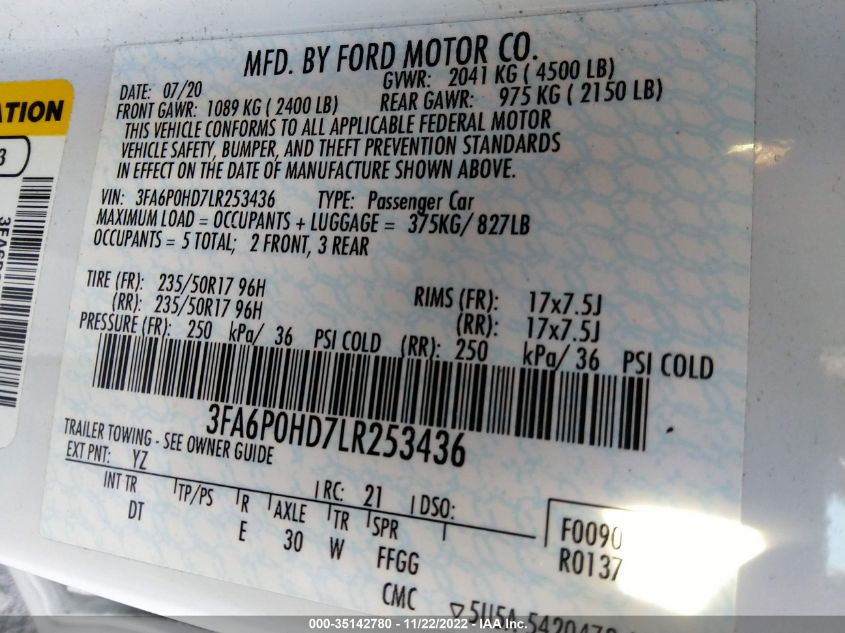 MFD. BY FORD MOTOR CO.
DATE: 07/20 GVWR: 2041 KG ( 4500 LB)
FRONT GAWR: 1089 KG ( 2400 LB) REAR GAWR: 975 KG ( 2150 LB)
THIS VEHICLE CONFORMS TO ALL APPLICABLE FEDERAL MOTOR
VEHICLE SAFETY, BUMPER, AND THEFT PREVENTION STANDARDS
IN EFFECT ON THE DATE OF MANUFACTURE SHOWN ABOVE.
VIN: 3FA6P0HD7LR253436 TYPE: Passenger Car
MAXIMUM LOAD = OCCUPANTS + LUGGAGE = 375KG/ 827LB
OCCUPANTS = 5 TOTAL; 2 FRONT, 3 REAR
TIRE (FR): 235/50R17 96H RIMS (FR): 17x7.5J
(RR): 235/50R17 96H (RR): 17x7.5J
PRESSURE (FR): 250 kPa/ 36 PSI COLD (RR): 250 kPa/ 36 PSI COLD
3FA6P0HD7LR253436
TRAILER TOWING - SEE OWNER GUIDE
EXT PNT: YZ RC: 21 DSO:
INT TR TP/PS R AXLE TR SPR F0090
DT E 30 W FFGG R0137
CMC
ATION
3
000-35142780 - 11/22/2022 - IAA Inc.